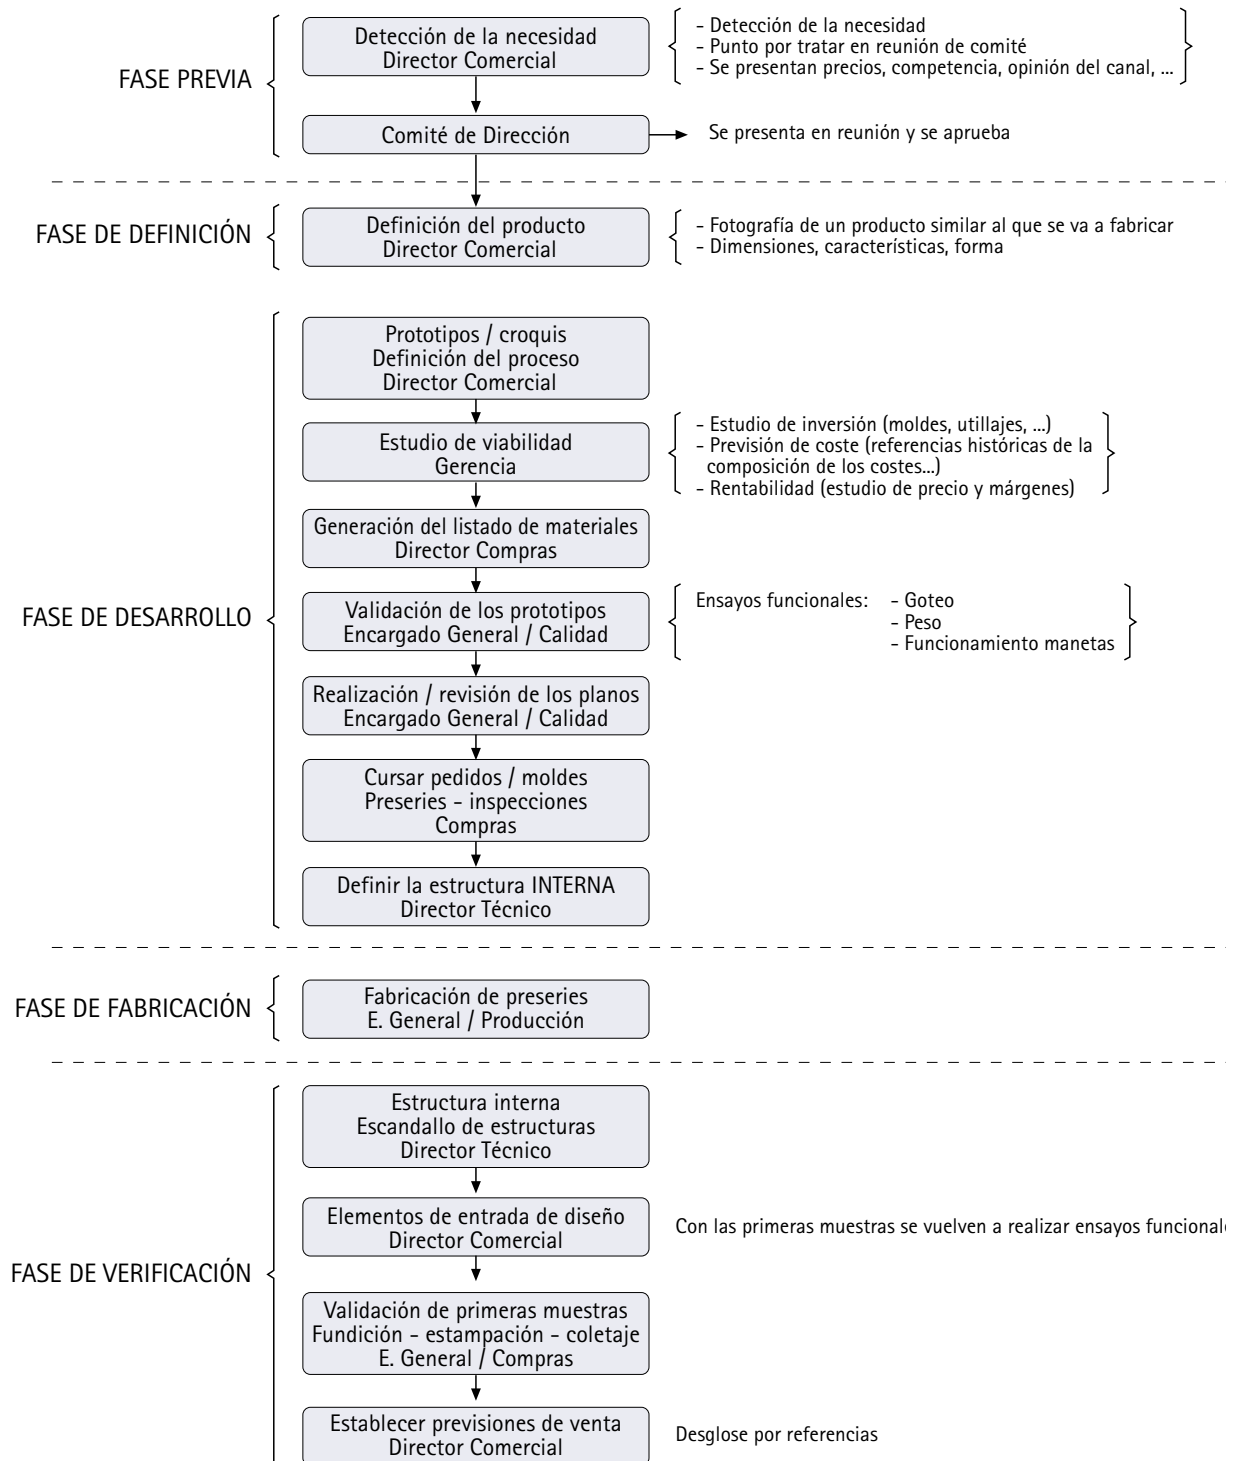 FASE PREVIA
Detección de la necesidad
Director Comercial
- Detección de la necesidad
- Punto por tratar en reunión de comité
- Se presentan precios, competencia, opinión del canal, ...
Comité de Dirección
Se presenta en reunión y se aprueba
FASE DE DEFINICIÓN
Definición del producto
Director Comercial
- Fotografía de un producto similar al que se va a fabricar
- Dimensiones, características, forma
FASE DE DESARROLLO
Prototipos / croquis
Definición del proceso
Director Comercial
Estudio de viabilidad
Gerencia
- Estudio de inversión (moldes, utillajes, ...)
- Previsión de coste (referencias históricas de la
composición de los costes...)
- Rentabilidad (estudio de precio y márgenes)
Generación del listado de materiales
Director Compras
Validación de los prototipos
Encargado General / Calidad
Ensayos funcionales: - Goteo
- Peso
- Funcionamiento manetas
Realización / revisión de los planos
Encargado General / Calidad
Cursar pedidos / moldes
Preseries - inspecciones
Compras
Definir la estructura INTERNA
Director Técnico
FASE DE FABRICACIÓN
Fabricación de preseries
E. General / Producción
FASE DE VERIFICACIÓN
Estructura interna
Escandallo de estructuras
Director Técnico
Elementos de entrada de diseño
Director Comercial
Con las primeras muestras se vuelven a realizar ensayos
Validación de primeras muestras
Fundición - estampación - coletaje
E. General / Compras
Establecer previsiones de venta
Director Comercial
Desglose por referencias